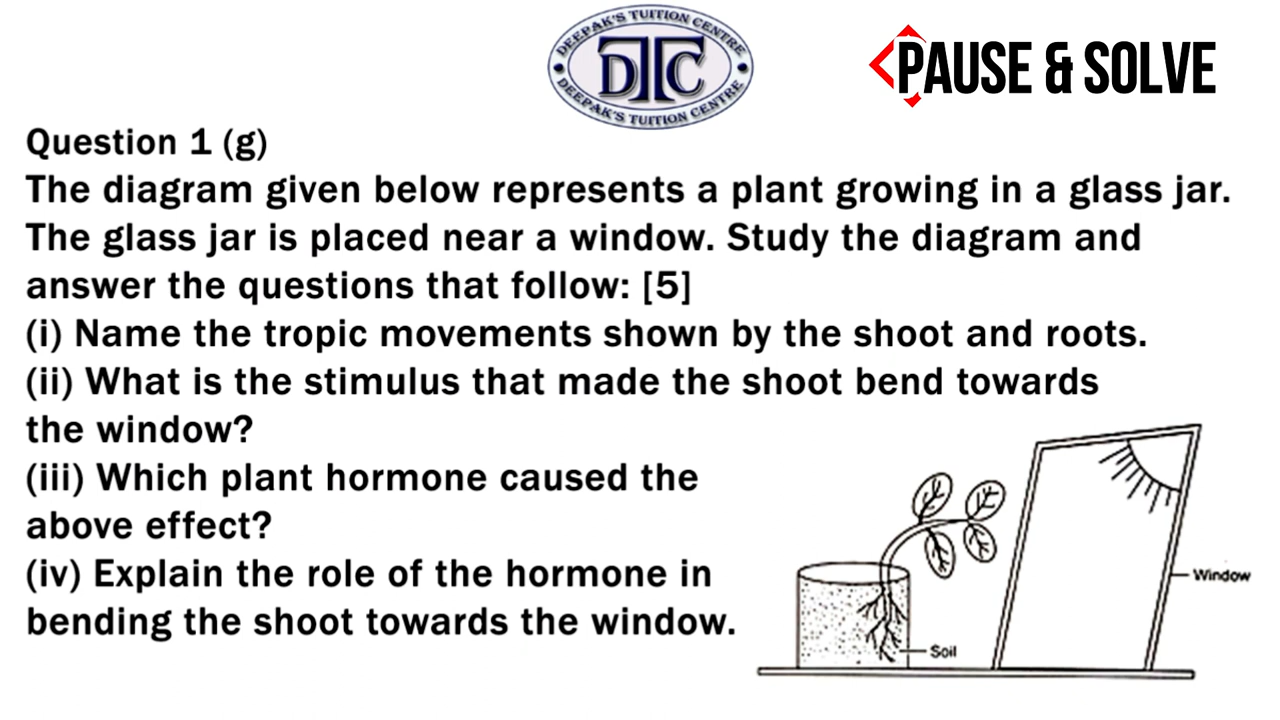 DEEPAK'S TUITION CENTRE
DTC
DEEPAK'S TUITION CENTRE
PAUSE & SOLVE
Question 1 (g)
The diagram given below represents a plant growing in a glass jar.
The glass jar is placed near a window. Study the diagram and
answer the questions that follow: [5]
(i) Name the tropic movements shown by the shoot and roots.
(ii) What is the stimulus that made the shoot bend towards
the window?
(iii) Which plant hormone caused the
above effect?
(iv) Explain the role of the hormone in
bending the shoot towards the window.
Window
Soil